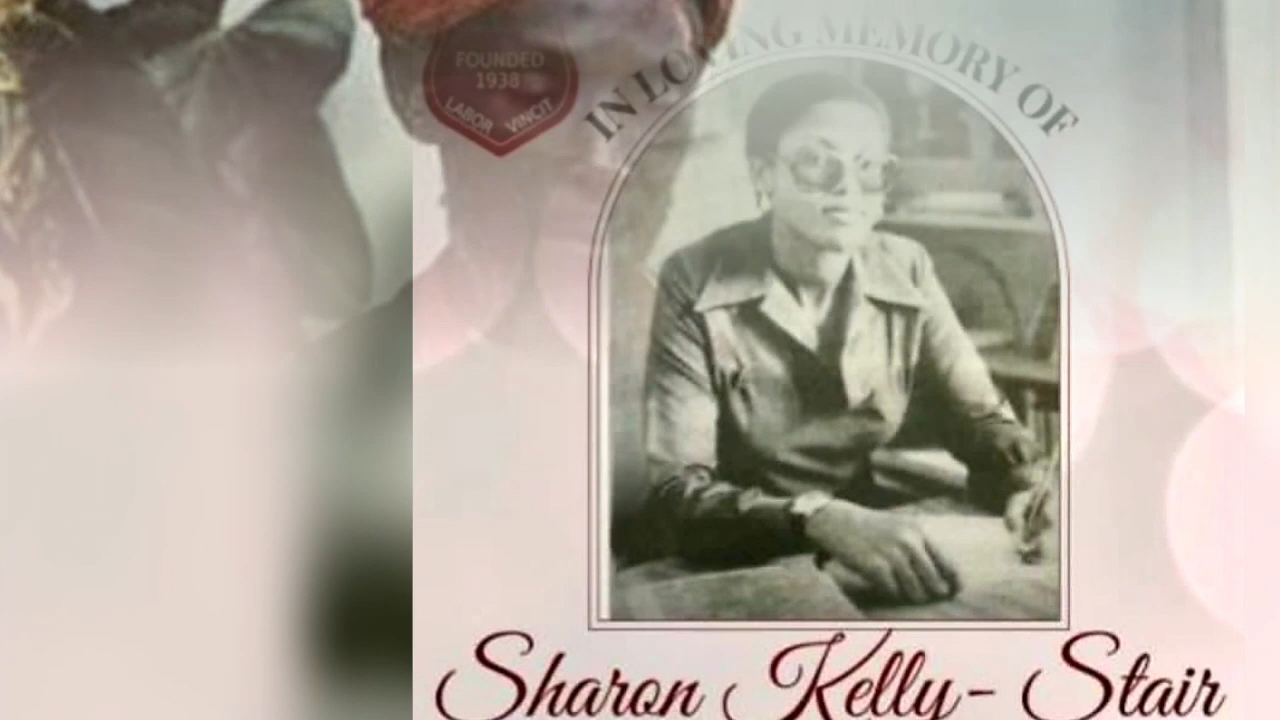 FOUNDED
1938
LABOR VINCIT
IN LOVING MEMORY OF
Sharon Kelly- Stair